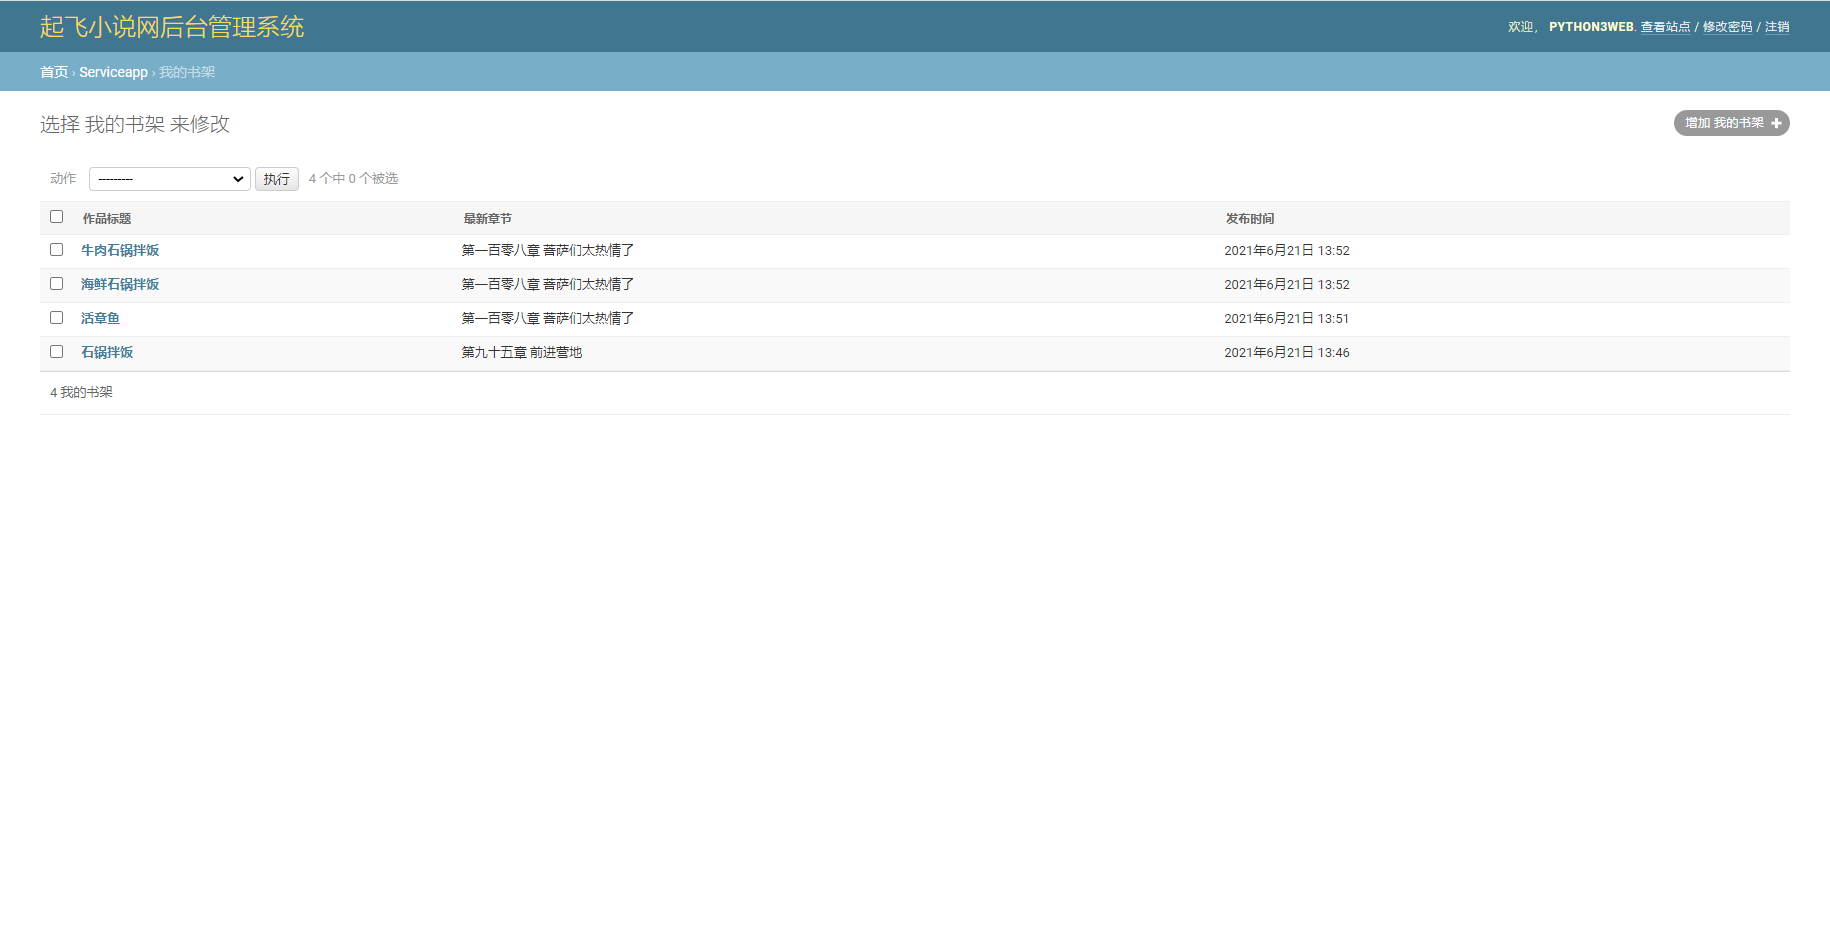 起飞小说网后台管理系统
欢迎， PYTHON3WEB. 查看站点 / 修改密码 / 注销
首页 › Serviceapp › 我的书架
选择 我的书架 来修改
增加 我的书架 +
动作 --------- 执行 4 个中 0 个被选
作品标题 最新章节 发布时间
牛肉石锅拌饭 第一百零八章 菩萨们太热情了 2021年6月21日 13:52
海鲜石锅拌饭 第一百零八章 菩萨们太热情了 2021年6月21日 13:52
活章鱼 第一百零八章 菩萨们太热情了 2021年6月21日 13:51
石锅拌饭 第九十五章 前进营地 2021年6月21日 13:46
4 我的书架